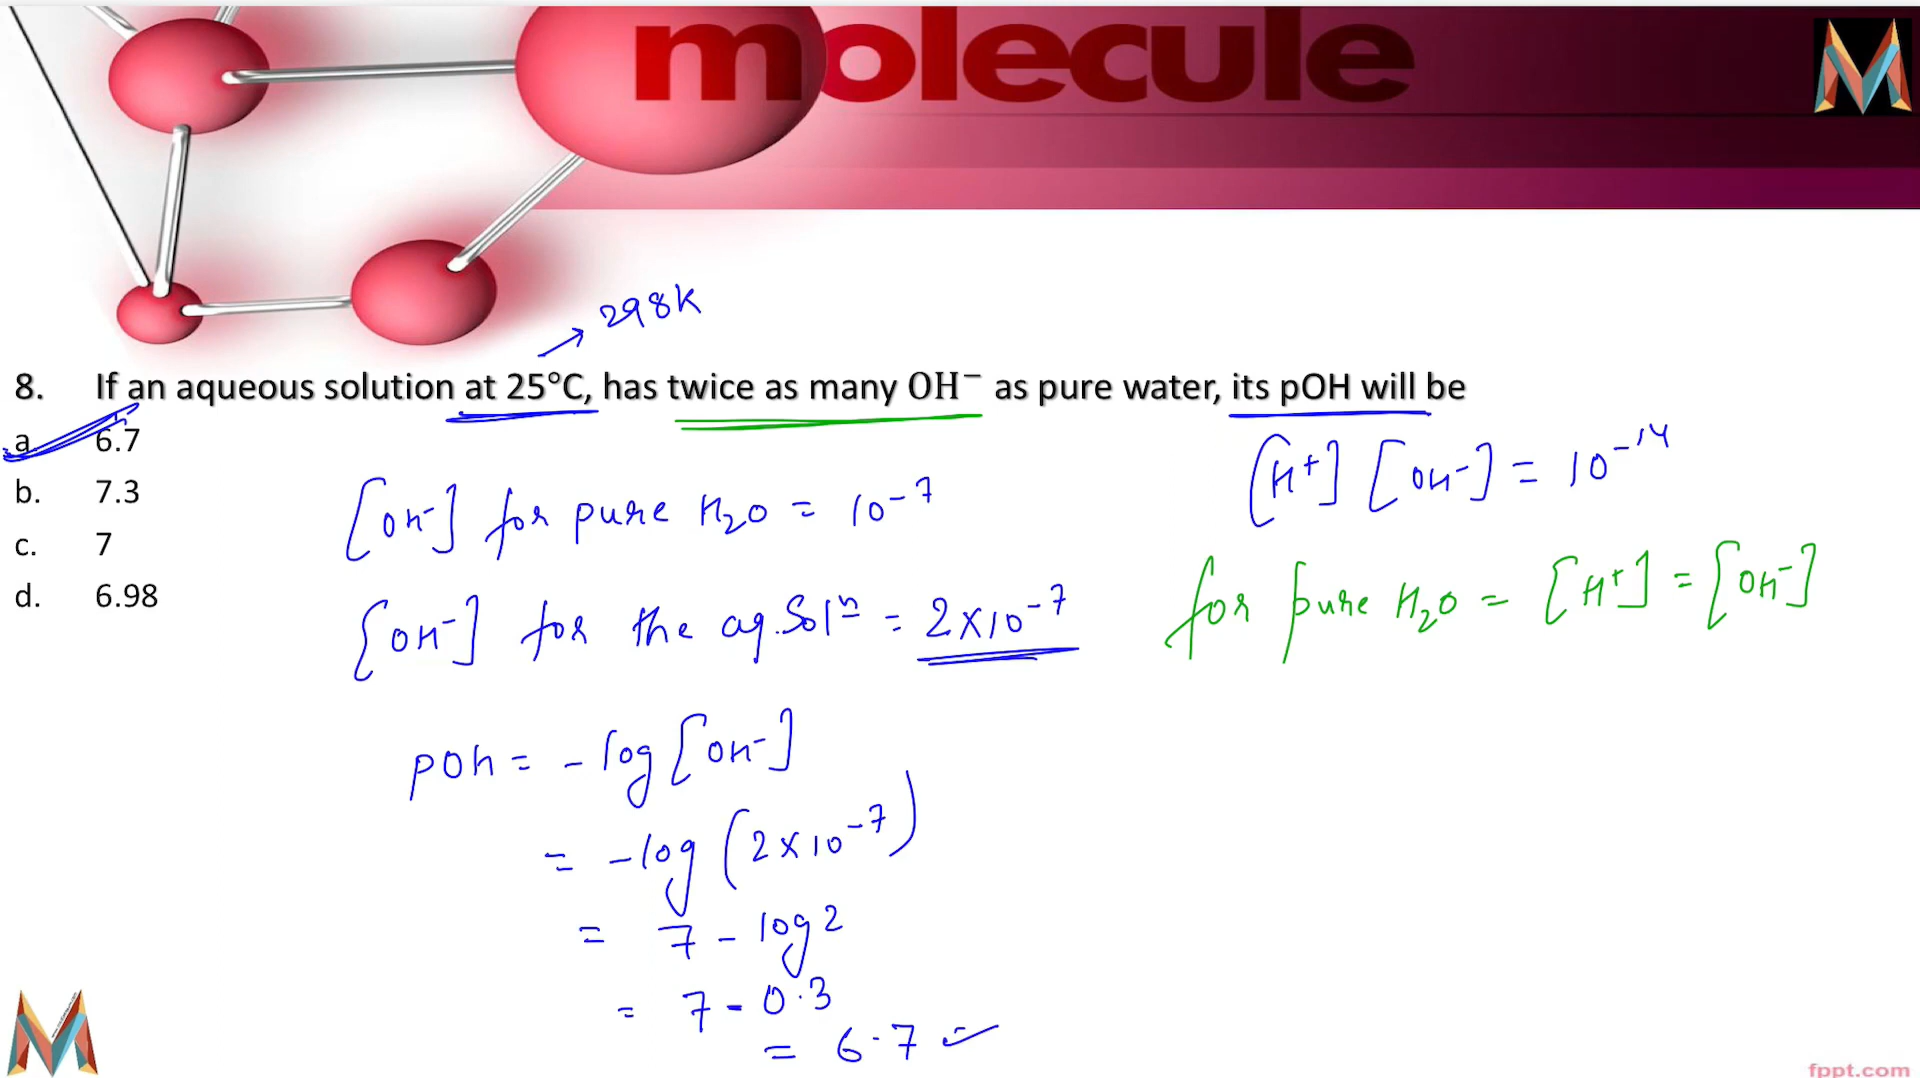 molecule
298K
8. If an aqueous solution at 25°C, has twice as many OH⁻ as pure water, its pOH will be
a. 6.7
b. 7.3
c. 7
d. 6.98
[H⁺] [OH⁻] = 10⁻¹⁴
[OH⁻] for pure H₂O = 10⁻⁷
for pure H₂O = [H⁺] = [OH⁻]
[OH⁻] for the aq. Solⁿ = 2×10⁻⁷
pOh = - log [OH⁻]
= - log (2×10⁻⁷)
= 7 - log 2
= 7 - 0.3
= 6.7
fppt.com